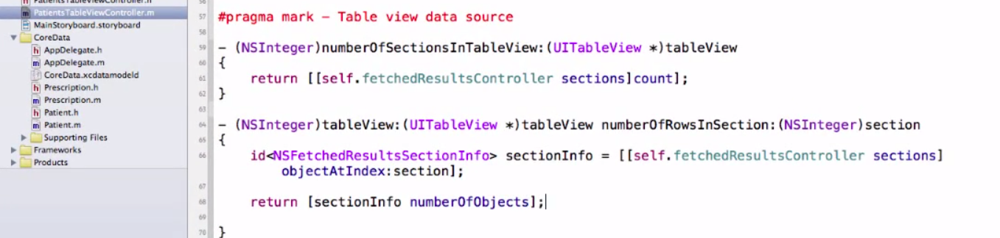 PatientsTableViewController.h
PatientsTableViewController.m
MainStoryboard.storyboard
CoreData
h AppDelegate.h
m AppDelegate.m
CoreData.xcdatamodeld
h Prescription.h
m Prescription.m
h Patient.h
m Patient.m
Supporting Files
Frameworks
Products
56
57 #pragma mark – Table view data source
58
59 – (NSInteger)numberOfSectionsInTableView:(UITableView *)tableView
60 {
61 return [[self.fetchedResultsController sections]count];
62 }
63
64 – (NSInteger)tableView:(UITableView *)tableView numberOfRowsInSection:(NSInteger)section
65 {
66 id<NSFetchedResultsSectionInfo> sectionInfo = [[self.fetchedResultsController sections]
objectAtIndex:section];
67
68 return [sectionInfo numberOfObjects];
69
70 }